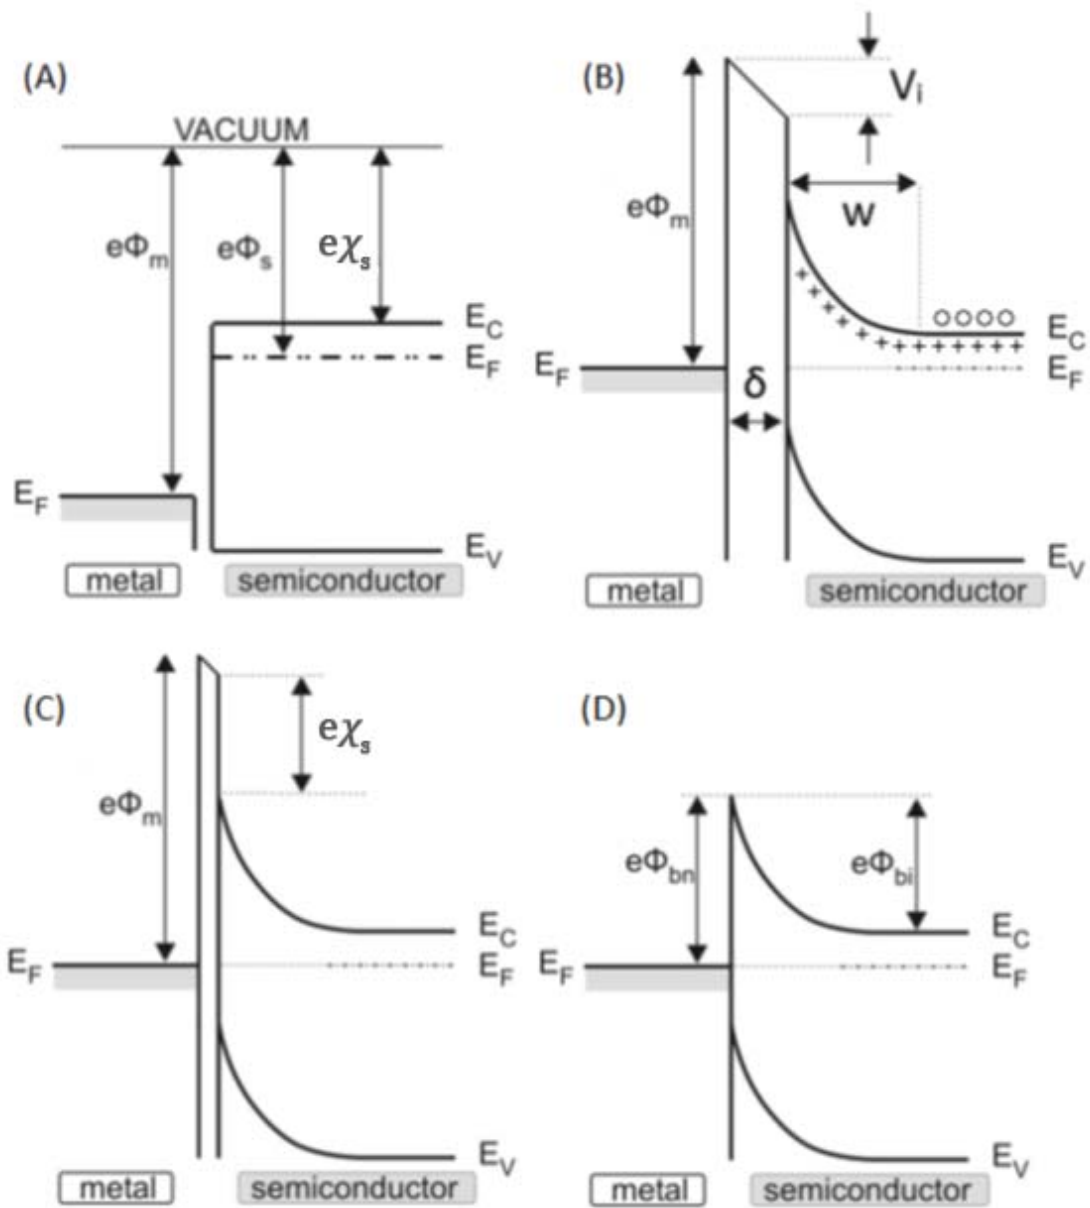 (A)
VACUUM
eΦm
eΦs
eχs
EC
EF
EF
EV
metal
semiconductor
(B)
Vi
W
eΦm
EC
EF
EF
δ
EV
metal
semiconductor
(C)
eχs
eΦm
EC
EF
EF
EV
metal
semiconductor
(D)
eΦbn
eΦbi
EC
EF
EF
EV
metal
semiconductor